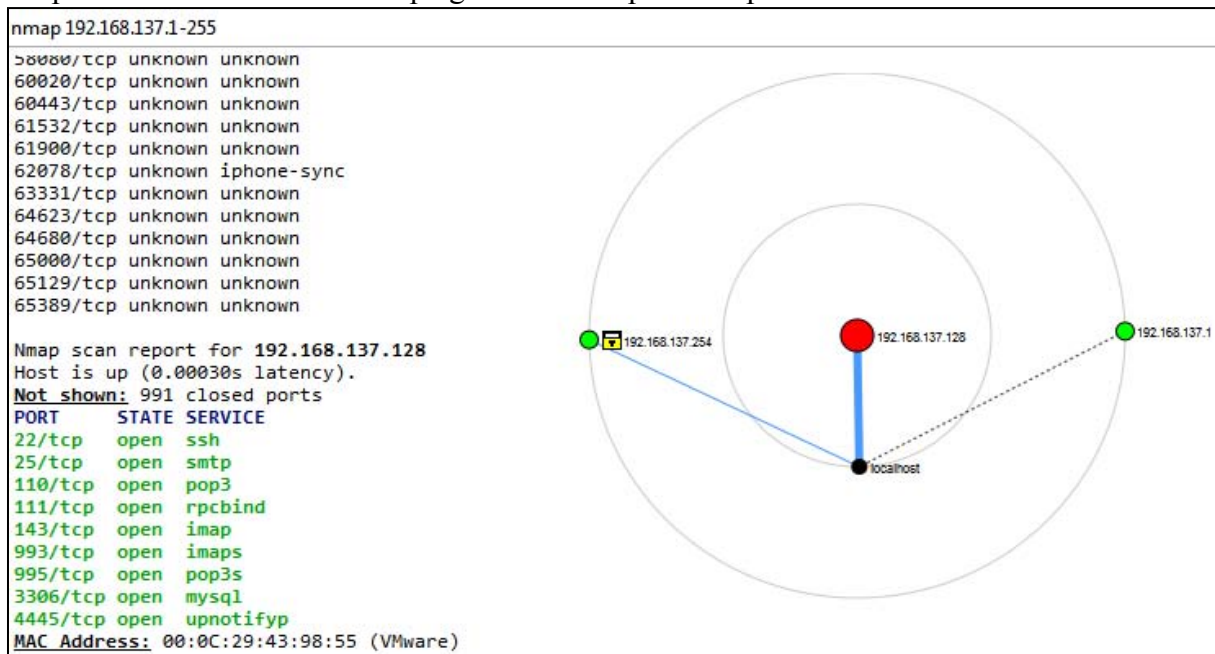 nmap 192.168.137.1-255
58080/tcp unknown unknown
60020/tcp unknown unknown
60443/tcp unknown unknown
61532/tcp unknown unknown
61900/tcp unknown unknown
62078/tcp unknown iphone-sync
63331/tcp unknown unknown
64623/tcp unknown unknown
64680/tcp unknown unknown
65000/tcp unknown unknown
65129/tcp unknown unknown
65389/tcp unknown unknown
Nmap scan report for 192.168.137.128
Host is up (0.00030s latency).
Not shown: 991 closed ports
PORT STATE SERVICE
22/tcp open ssh
25/tcp open smtp
110/tcp open pop3
111/tcp open rpcbind
143/tcp open imap
993/tcp open imaps
995/tcp open pop3s
3306/tcp open mysql
4445/tcp open upnotifyp
MAC Address: 00:0C:29:43:98:55 (VMware)
192.168.137.254
192.168.137.128
192.168.137.1
localhost